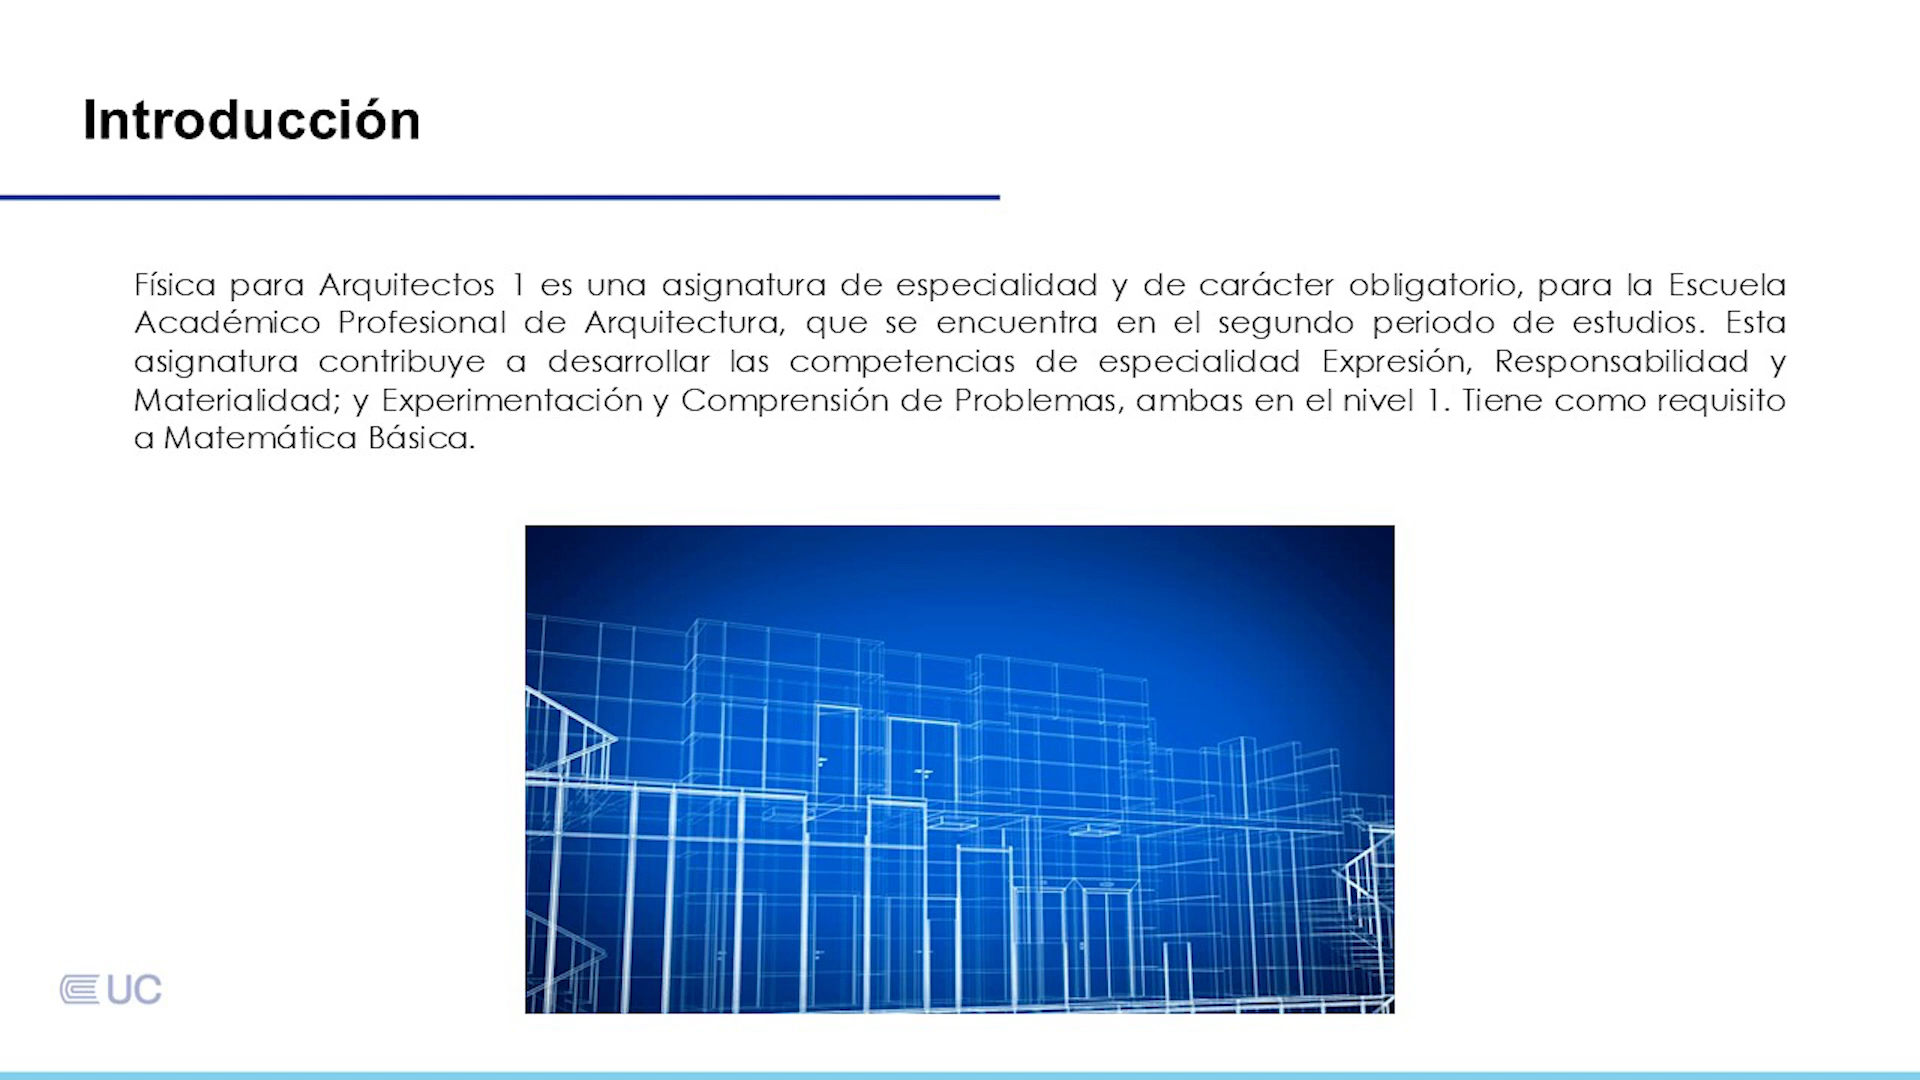 Introducción
Física para Arquitectos 1 es una asignatura de especialidad y de carácter obligatorio, para la Escuela
Académico Profesional de Arquitectura, que se encuentra en el segundo periodo de estudios. Esta
asignatura contribuye a desarrollar las competencias de especialidad Expresión, Responsabilidad y
Materialidad; y Experimentación y Comprensión de Problemas, ambas en el nivel 1. Tiene como requisito
a Matemática Básica.
UC